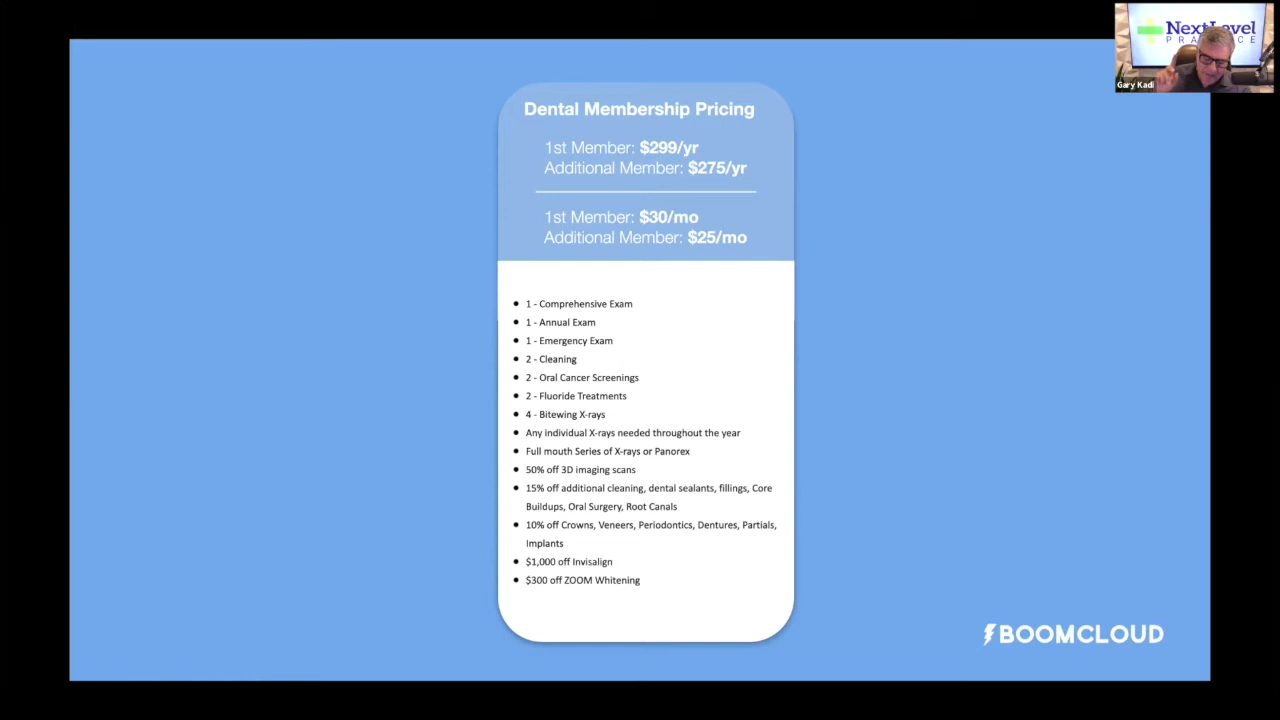 NextLevel
PRACTICE
Gary Kadi
Dental Membership Pricing
1st Member: $299/yr
Additional Member: $275/yr
1st Member: $30/mo
Additional Member: $25/mo
• 1 - Comprehensive Exam
• 1 - Annual Exam
• 1 - Emergency Exam
• 2 - Cleaning
• 2 - Oral Cancer Screenings
• 2 - Fluoride Treatments
• 4 - Bitewing X-rays
• Any individual X-rays needed throughout the year
• Full mouth Series of X-rays or Panorex
• 50% off 3D imaging scans
• 15% off additional cleaning, dental sealants, fillings, Core
Buildups, Oral Surgery, Root Canals
• 10% off Crowns, Veneers, Periodontics, Dentures, Partials,
Implants
• $1,000 off Invisalign
• $300 off ZOOM Whitening
BOOMCLOUD